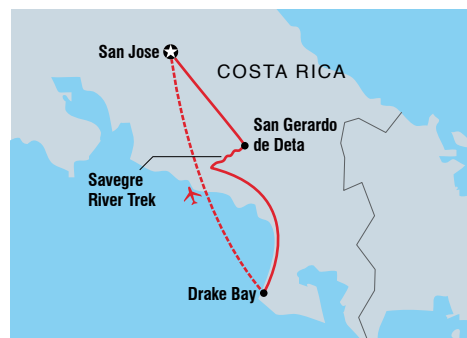 San Jose
COSTA RICA
San Gerardo
de Deta
Savegre
River Trek
Drake Bay